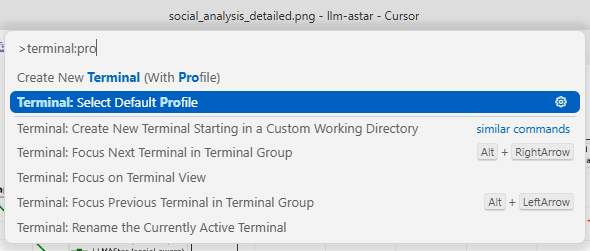 social_analysis_detailed.png - llm-astar - Cursor
>terminal:pro
Create New Terminal (With Profile)
Terminal: Select Default Profile
Terminal: Create New Terminal Starting in a Custom Working Directory similar commands
Terminal: Focus Next Terminal in Terminal Group Alt + RightArrow
Terminal: Focus on Terminal View
Terminal: Focus Previous Terminal in Terminal Group Alt + LeftArrow
Terminal: Rename the Currently Active Terminal